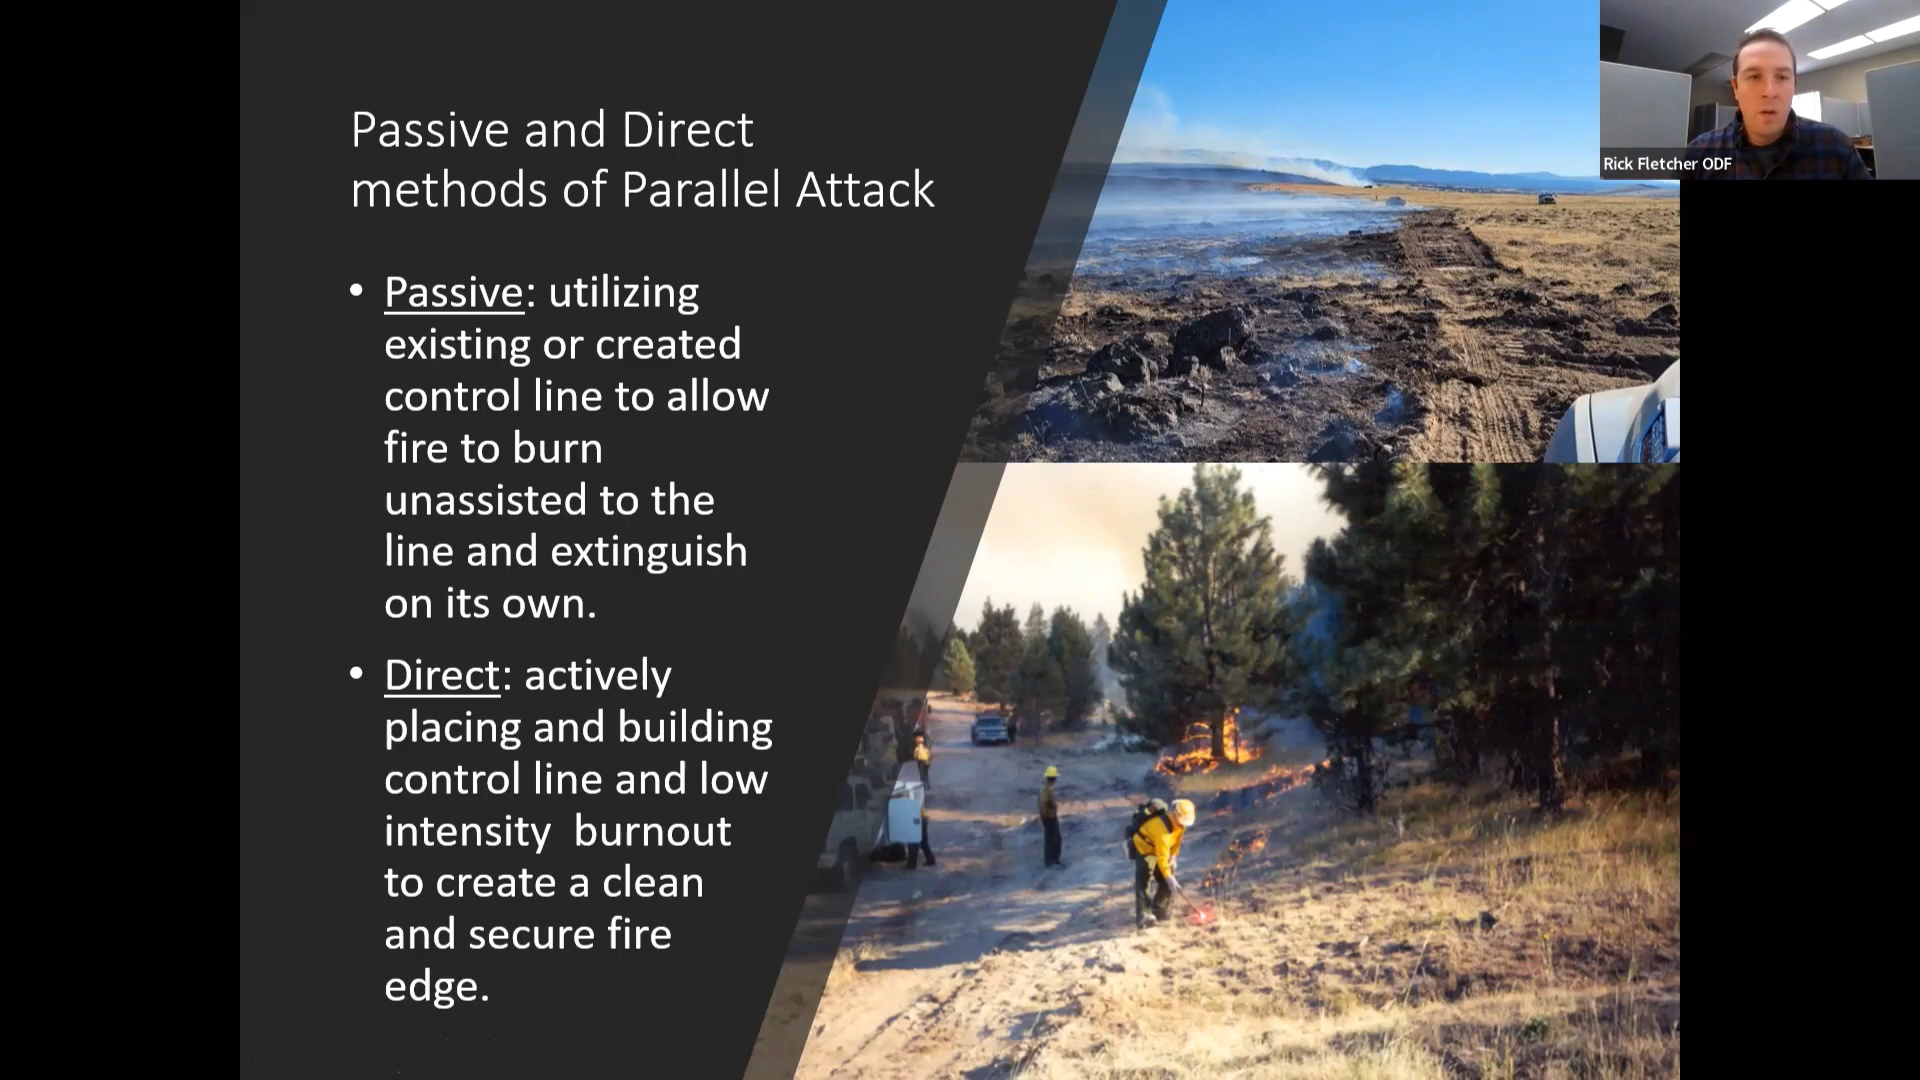 Passive and Direct
methods of Parallel Attack
• Passive: utilizing
existing or created
control line to allow
fire to burn
unassisted to the
line and extinguish
on its own.
• Direct: actively
placing and building
control line and low
intensity  burnout
to create a clean
and secure fire
edge.
Rick Fletcher ODF